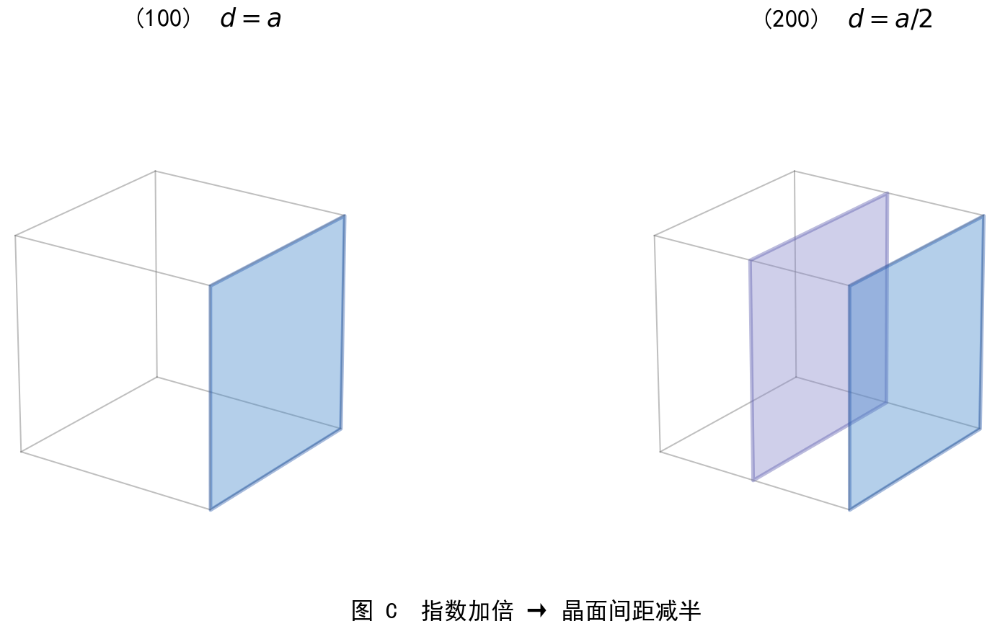 （100） d = a
（200） d = a/2
图 C 指数加倍 → 晶面间距减半